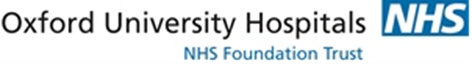 Oxford University Hospitals NHS
NHS Foundation Trust